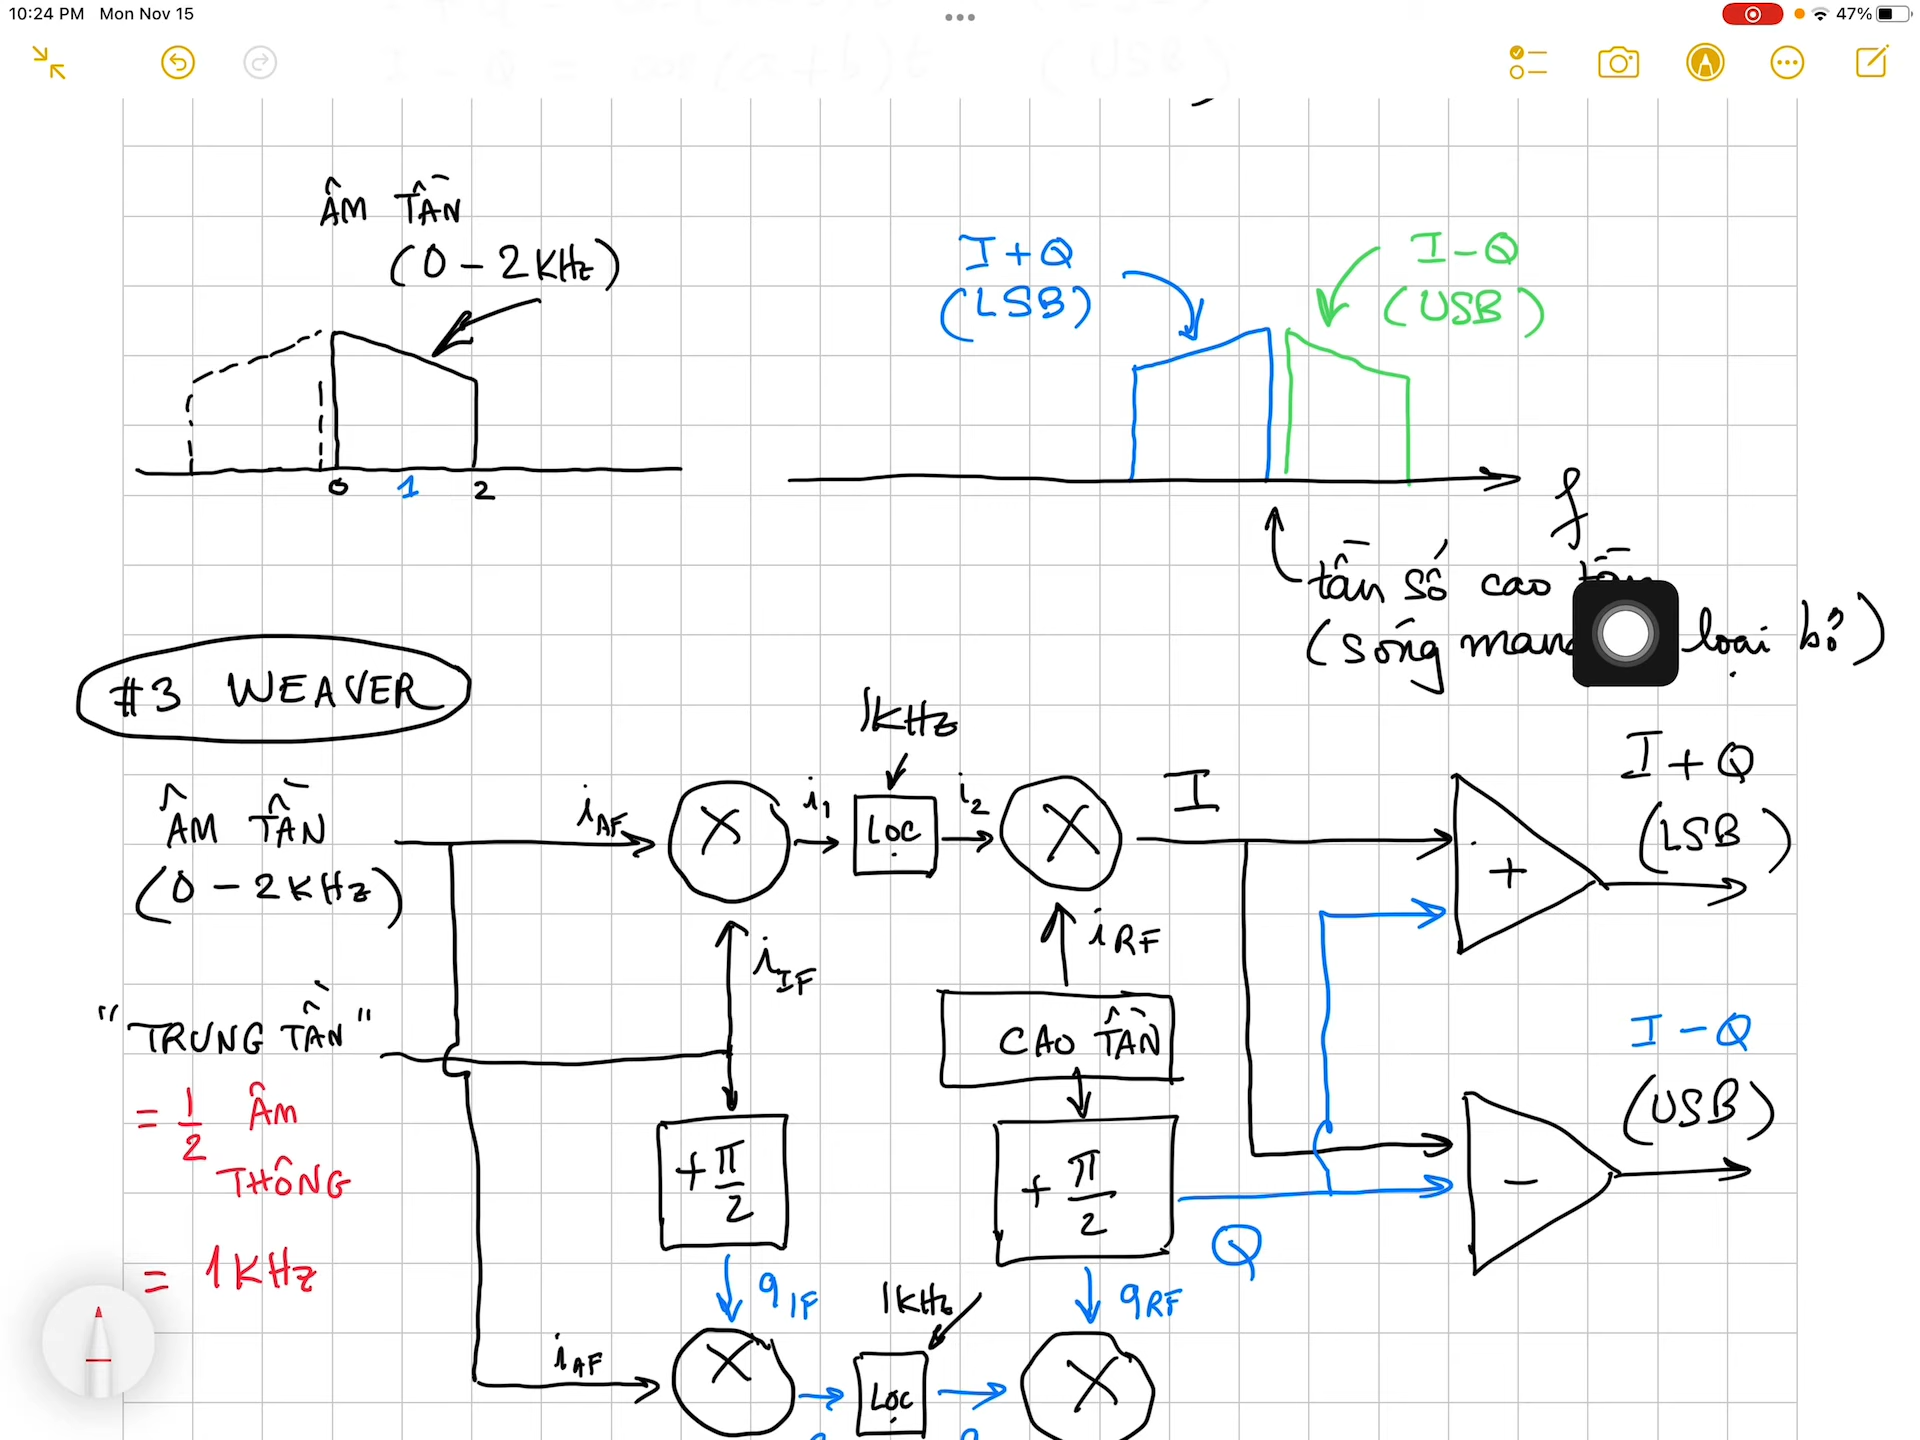 10:24 PM Mon Nov 15
47%
I - Q = cos(a+b)t (USB)
ÂM TẦN
(0 - 2KHz)
0 1 2
I+Q
(LSB)
I-Q
(USB)
f
tần số cao
(sóng loại bỏ)
#3 WEAVER
1KHz
ÂM TẦN
(0 - 2KHz)
iAF
X
i1
LỌC
i2
X
I
+
I + Q
(LSB)
iIF
iRF
"TRUNG TẦN"
= 1/2 ÂM
THÔNG
= 1KHz
CAO TẦN
+ π/2
+ π/2
I - Q
(USB)
-
Q
qIF
1KHz
qRF
iAF
X
LỌC
X